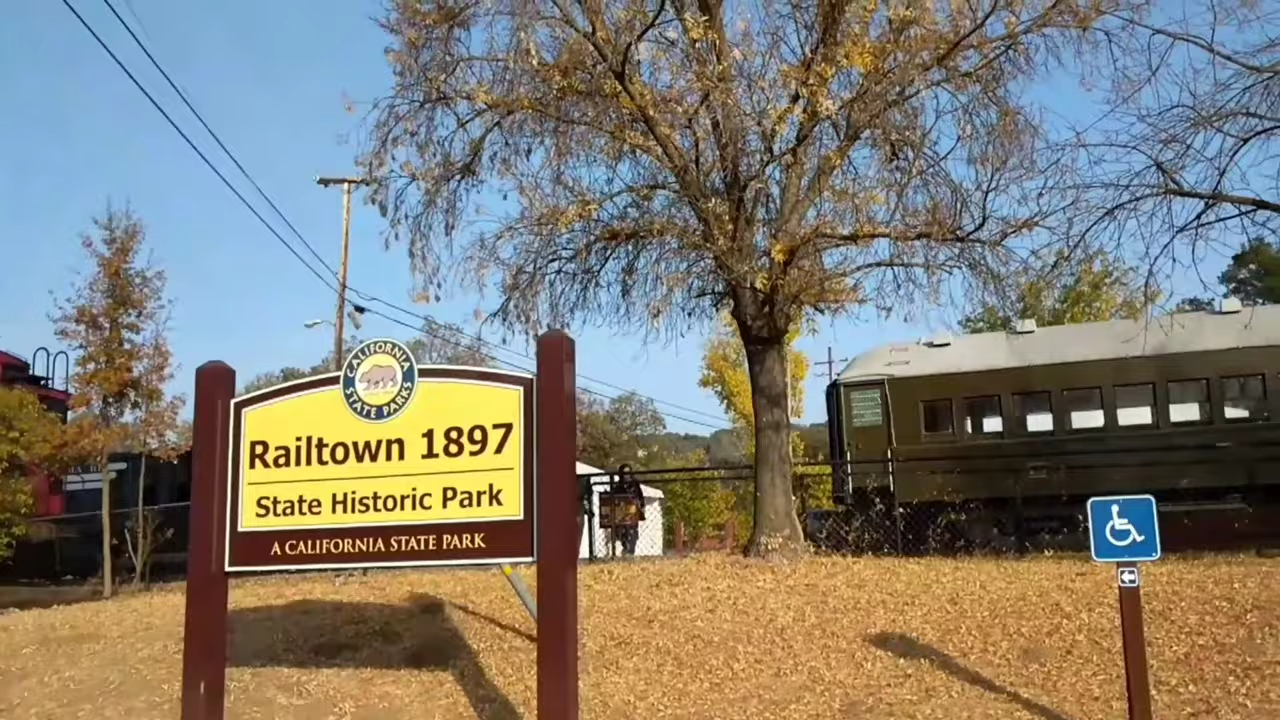 CALIFORNIA
STATE PARKS
Railtown 1897
State Historic Park
A CALIFORNIA STATE PARK